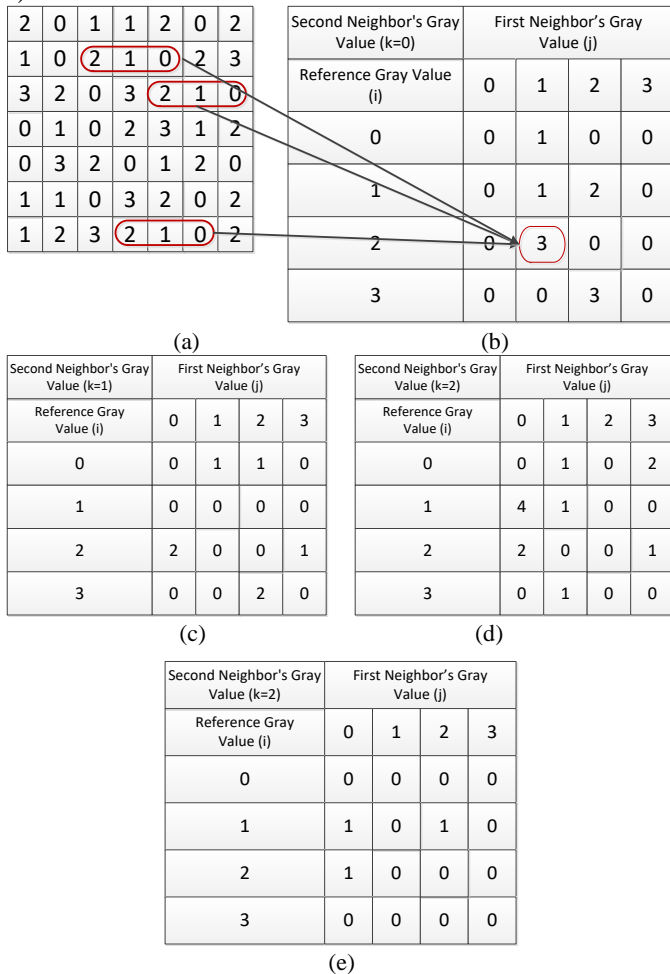 2 0 1 1 2 0 2
1 0 2 1 0 2 3
3 2 0 3 2 1 0
0 1 0 2 3 1 2
0 3 2 0 1 2 0
1 1 0 3 2 0 2
1 2 3 2 1 0 2
(a)
Second Neighbor's Gray Value (k=0) First Neighbor's Gray Value (j)
Reference Gray Value (i) 0 1 2 3
0 0 1 0 0
1 0 1 2 0
2 0 3 0 0
3 0 0 3 0
(b)
Second Neighbor's Gray Value (k=1) First Neighbor's Gray Value (j)
Reference Gray Value (i) 0 1 2 3
0 0 1 1 0
1 0 0 0 0
2 2 0 0 1
3 0 0 2 0
(c)
Second Neighbor's Gray Value (k=2) First Neighbor's Gray Value (j)
Reference Gray Value (i) 0 1 2 3
0 0 1 0 2
1 4 1 0 0
2 2 0 0 1
3 0 1 0 0
(d)
Second Neighbor's Gray Value (k=2) First Neighbor's Gray Value (j)
Reference Gray Value (i) 0 1 2 3
0 0 0 0 0
1 1 0 1 0
2 1 0 0 0
3 0 0 0 0
(e)